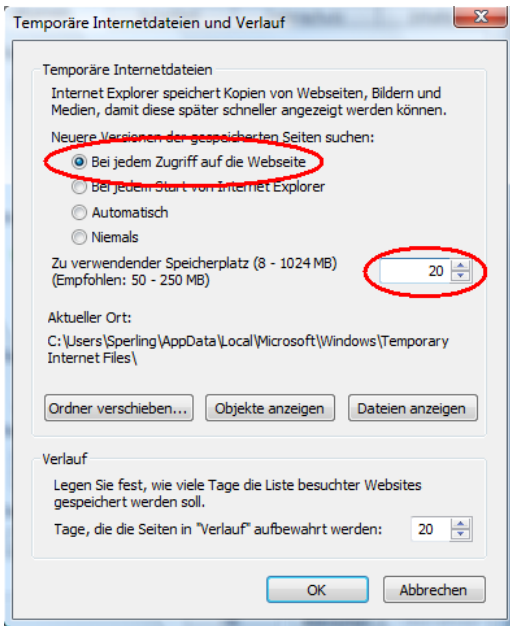 Temporäre Internetdateien und Verlauf
Temporäre Internetdateien
Internet Explorer speichert Kopien von Webseiten, Bildern und
Medien, damit diese später schneller angezeigt werden können.
Neuere Versionen der gespeicherten Seiten suchen:
Bei jedem Zugriff auf die Webseite
Bei jedem Start von Internet Explorer
Automatisch
Niemals
Zu verwendender Speicherplatz (8 - 1024 MB) 20
(Empfohlen: 50 - 250 MB)
Aktueller Ort:
C:\Users\Sperling\AppData\Local\Microsoft\Windows\Temporary
Internet Files\
Ordner verschieben... Objekte anzeigen Dateien anzeigen
Verlauf
Legen Sie fest, wie viele Tage die Liste besuchter Websites
gespeichert werden soll.
Tage, die die Seiten in "Verlauf" aufbewahrt werden: 20
OK Abbrechen